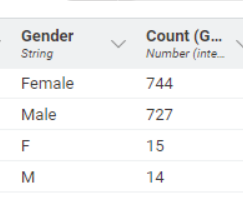 Gender Count (G...
String Number (inte...
Female 744
Male 727
F 15
M 14